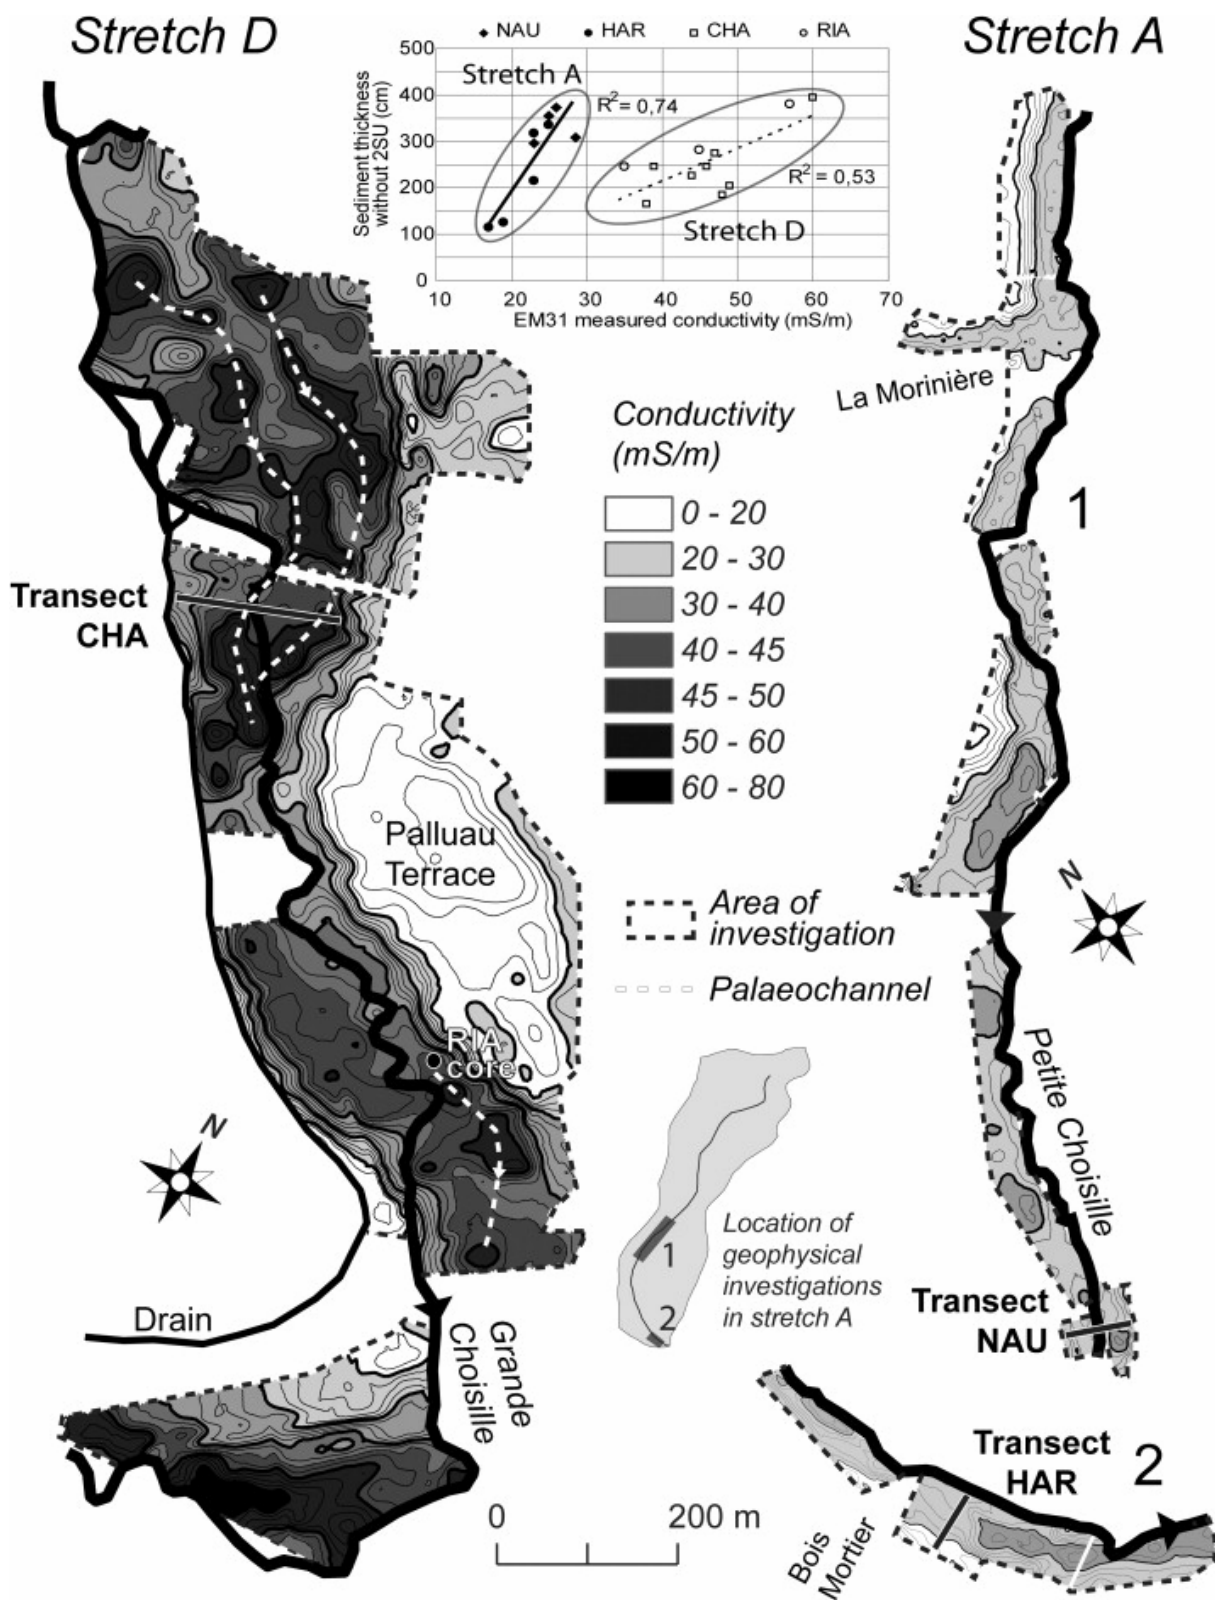 Stretch D
Stretch A
NAU HAR CHA RIA
500
400
300
200
100
0
Sediment thickness
without 2SU (cm)
Stretch A
R² = 0,74
R² = 0,53
Stretch D
10 20 30 40 50 60 70
EM31 measured conductivity (mS/m)
La Morinière
1
Conductivity
(mS/m)
0 - 20
20 - 30
30 - 40
40 - 45
45 - 50
50 - 60
60 - 80
Transect
CHA
Palluau
Terrace
Area of
investigation
Palaeochannel
N
RIA
core
Petite Choisille
N
Location of
geophysical
investigations
in stretch A
1
2
Transect
NAU
Drain
Grande
Choisille
Transect
HAR
2
Bois
Mortier
0 200 m